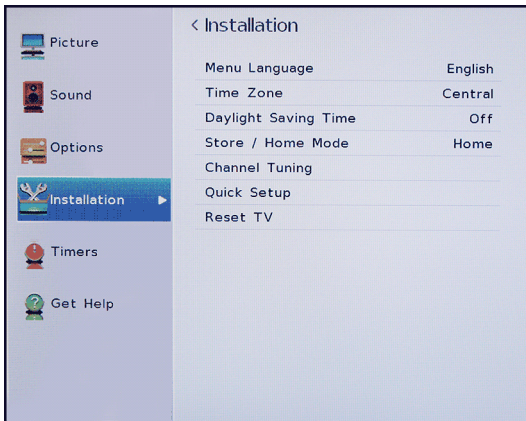 Picture
Sound
Options
Installation
Timers
Get Help
< Installation
Menu Language English
Time Zone Central
Daylight Saving Time Off
Store / Home Mode Home
Channel Tuning
Quick Setup
Reset TV